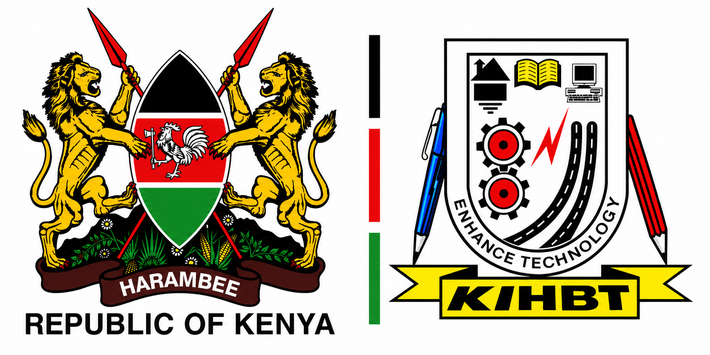 HARAMBEE
REPUBLIC OF KENYA
ENHANCE TECHNOLOGY
KIHBT